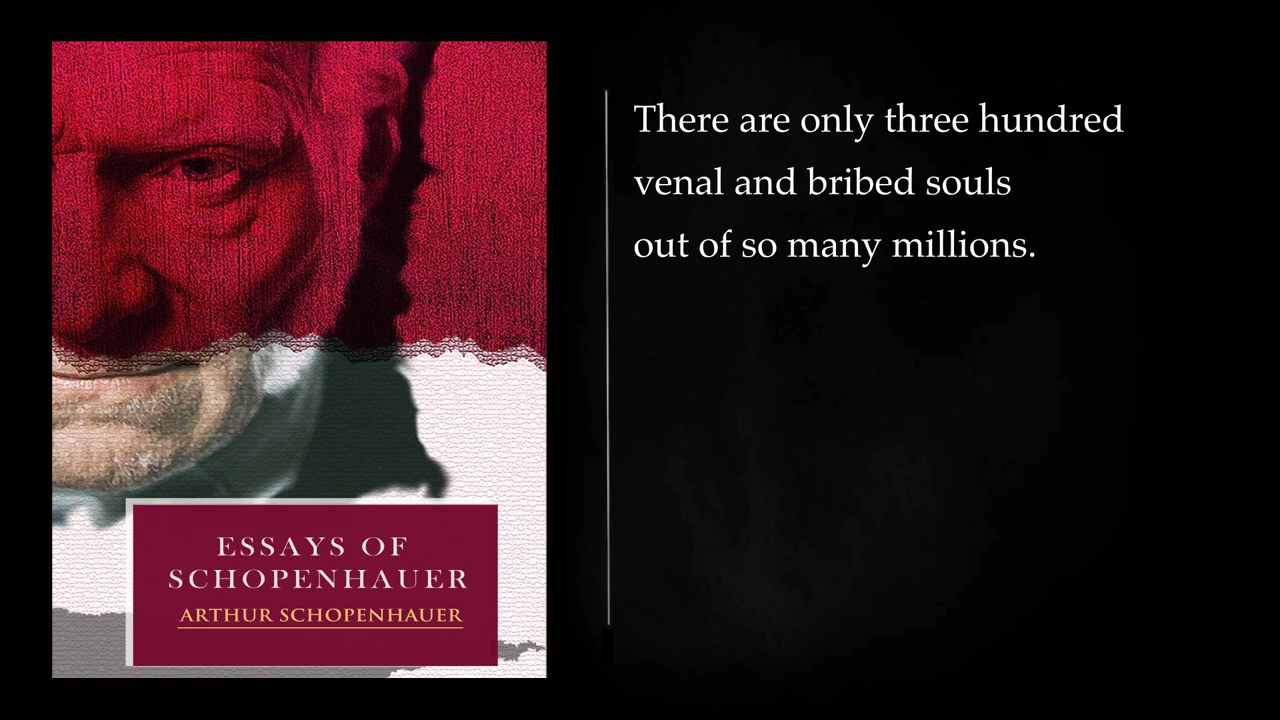 ESSAYS OF
SCHOPENHAUER
ARTHUR SCHOPENHAUER
There are only three hundred
venal and bribed souls
out of so many millions.